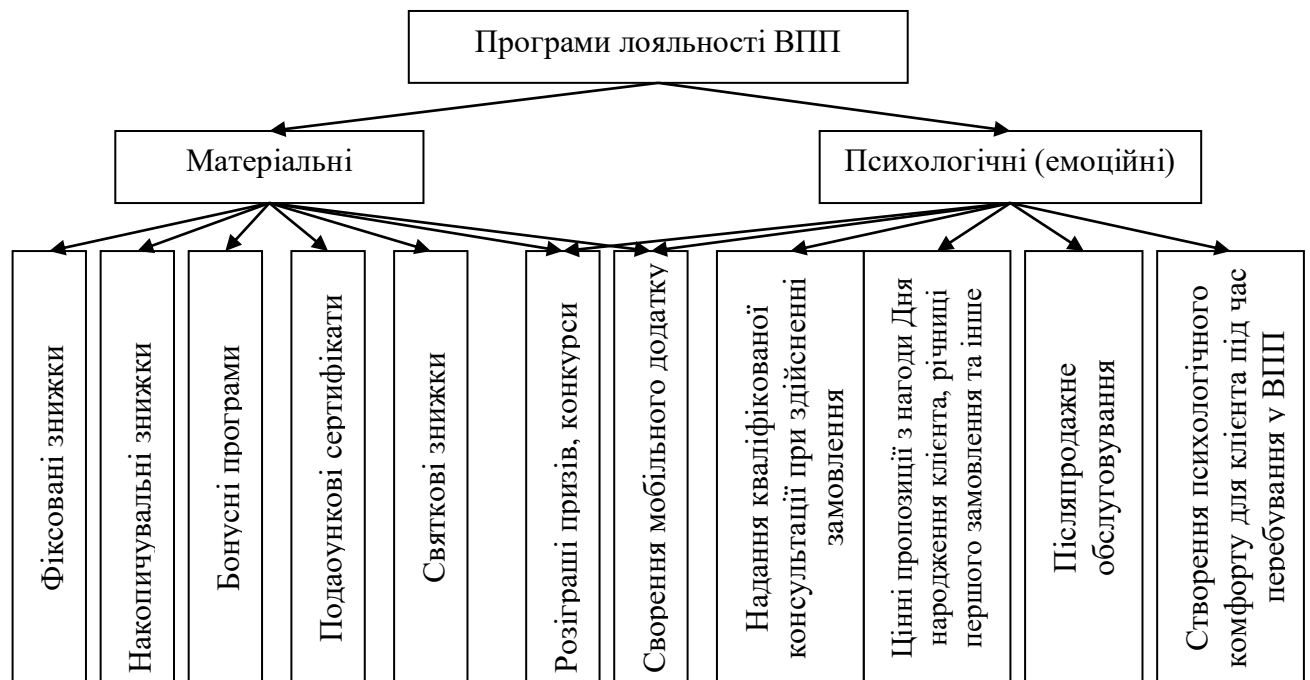 Програми лояльності ВПП
Матеріальні
Психологічні (емоційні)
Фіксовані знижки
Накопичувальні знижки
Бонусні програми
Подаоункові сертифікати
Святкові знижки
Розіграші призів, конкурси
Сворення мобільного додатку
Надання кваліфікованої
консультації при здійсненні
замовлення
Цінні пропозиції з нагоди Дня
народження клієнта, річниці
першого замовлення та інше
Післяпродажне
обслуговування
Створення психологічного
комфорту для клієнта під час
перебування у ВПП